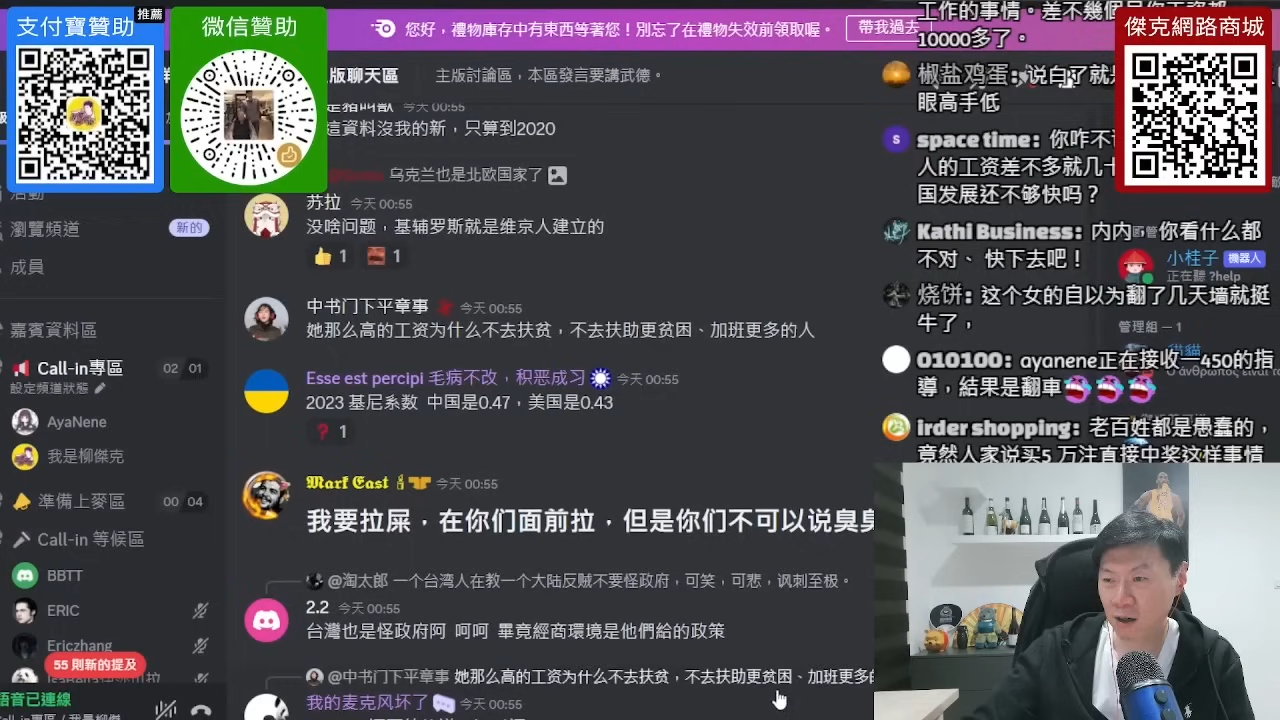 支付寶贊助
推薦
微信贊助
您好，禮物庫存中有東西等著您！別忘了在禮物失效前領取喔。
帶我過去
傑克網路商城
版聊天區
主版討論區，本區發言要講武德。
瀏覽頻道
新的
成員
嘉賓資料區
Call-in專區
02 01
設定頻道狀態
AyaNene
我是柳傑克
準備上麥區
00 04
Call-in 等候區
BBTT
ERIC
Ericzhang
55 則新的提及
語音已連線
今天 00:55
這資料沒我的新，只算到2020
乌克兰也是北欧国家了
苏拉 今天 00:55
没啥问题，基辅罗斯就是维京人建立的
1
1
中书门下平章事 今天 00:55
她那么高的工资为什么不去扶贫，不去扶助更贫困、加班更多的人
Esse est percipi 毛病不改，积恶成习 今天 00:55
2023 基尼系数 中国是0.47，美国是0.43
1
Mark East 今天 00:55
我要拉屎，在你们面前拉，但是你们不可以说臭臭
@淘太郎 一个台湾人在教一个大陆反贼不要怪政府，可笑，可悲，讽刺至极。
2.2 今天 00:55
台灣也是怪政府阿 呵呵 畢竟經商環境是他們給的政策
@中书门下平章事 她那么高的工资为什么不去扶贫，不去扶助更贫困、加班更多的
我的麦克风坏了 今天 00:55
10000多了。
椒盐鸡蛋: 说白了就是
眼高手低
space time: 你咋不说
人的工资差不多就几十
国发展还不够快吗？
Kathi Business: 内内 你看什么都
不对、 快下去吧！
小桂子 機器人
正在聽 ?help
烧饼: 这个女的自以为翻了几天墙就挺
牛了，
管理組 – 1
010100: ayanene正在接收一450的指
導，結果是翻車
irder shopping: 老百姓都是愚蠢的，
竟然人家说买5 万注直接中奖这样事情